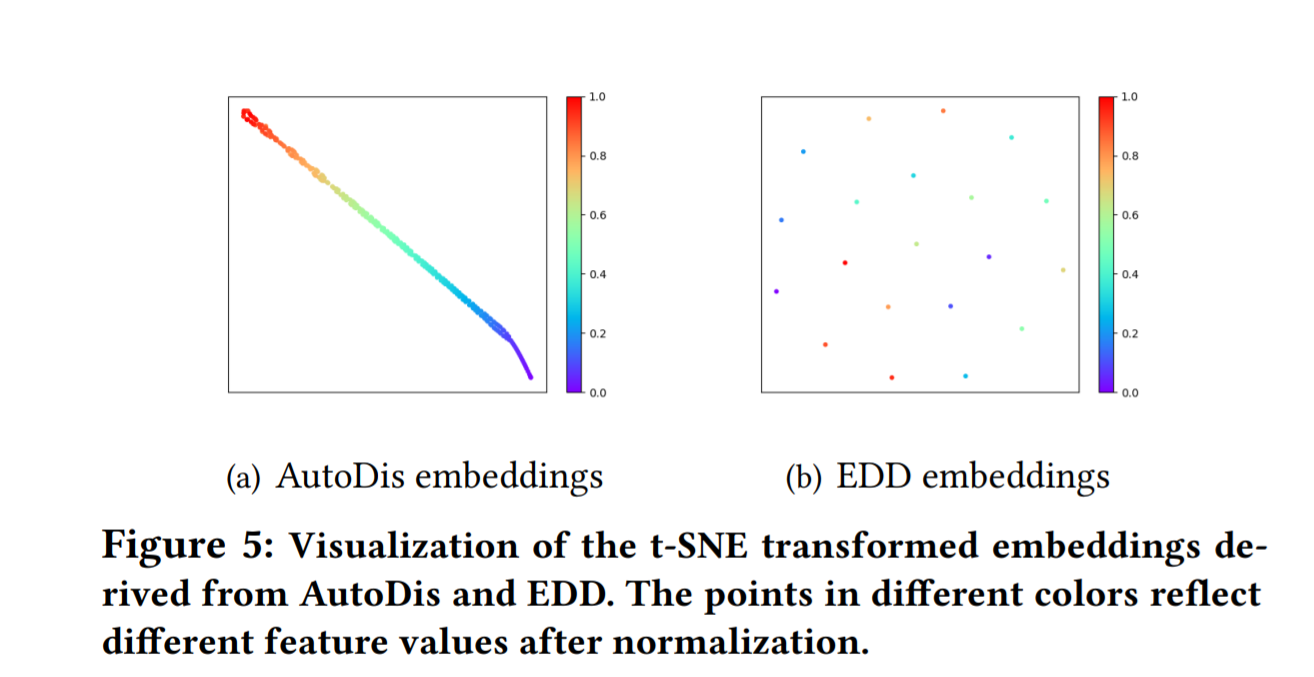 1.0
0.8
0.6
0.4
0.2
0.0
1.0
0.8
0.6
0.4
0.2
0.0
(a) AutoDis embeddings
(b) EDD embeddings
Figure 5: Visualization of the t-SNE transformed embeddings de-
rived from AutoDis and EDD. The points in different colors reflect
different feature values after normalization.